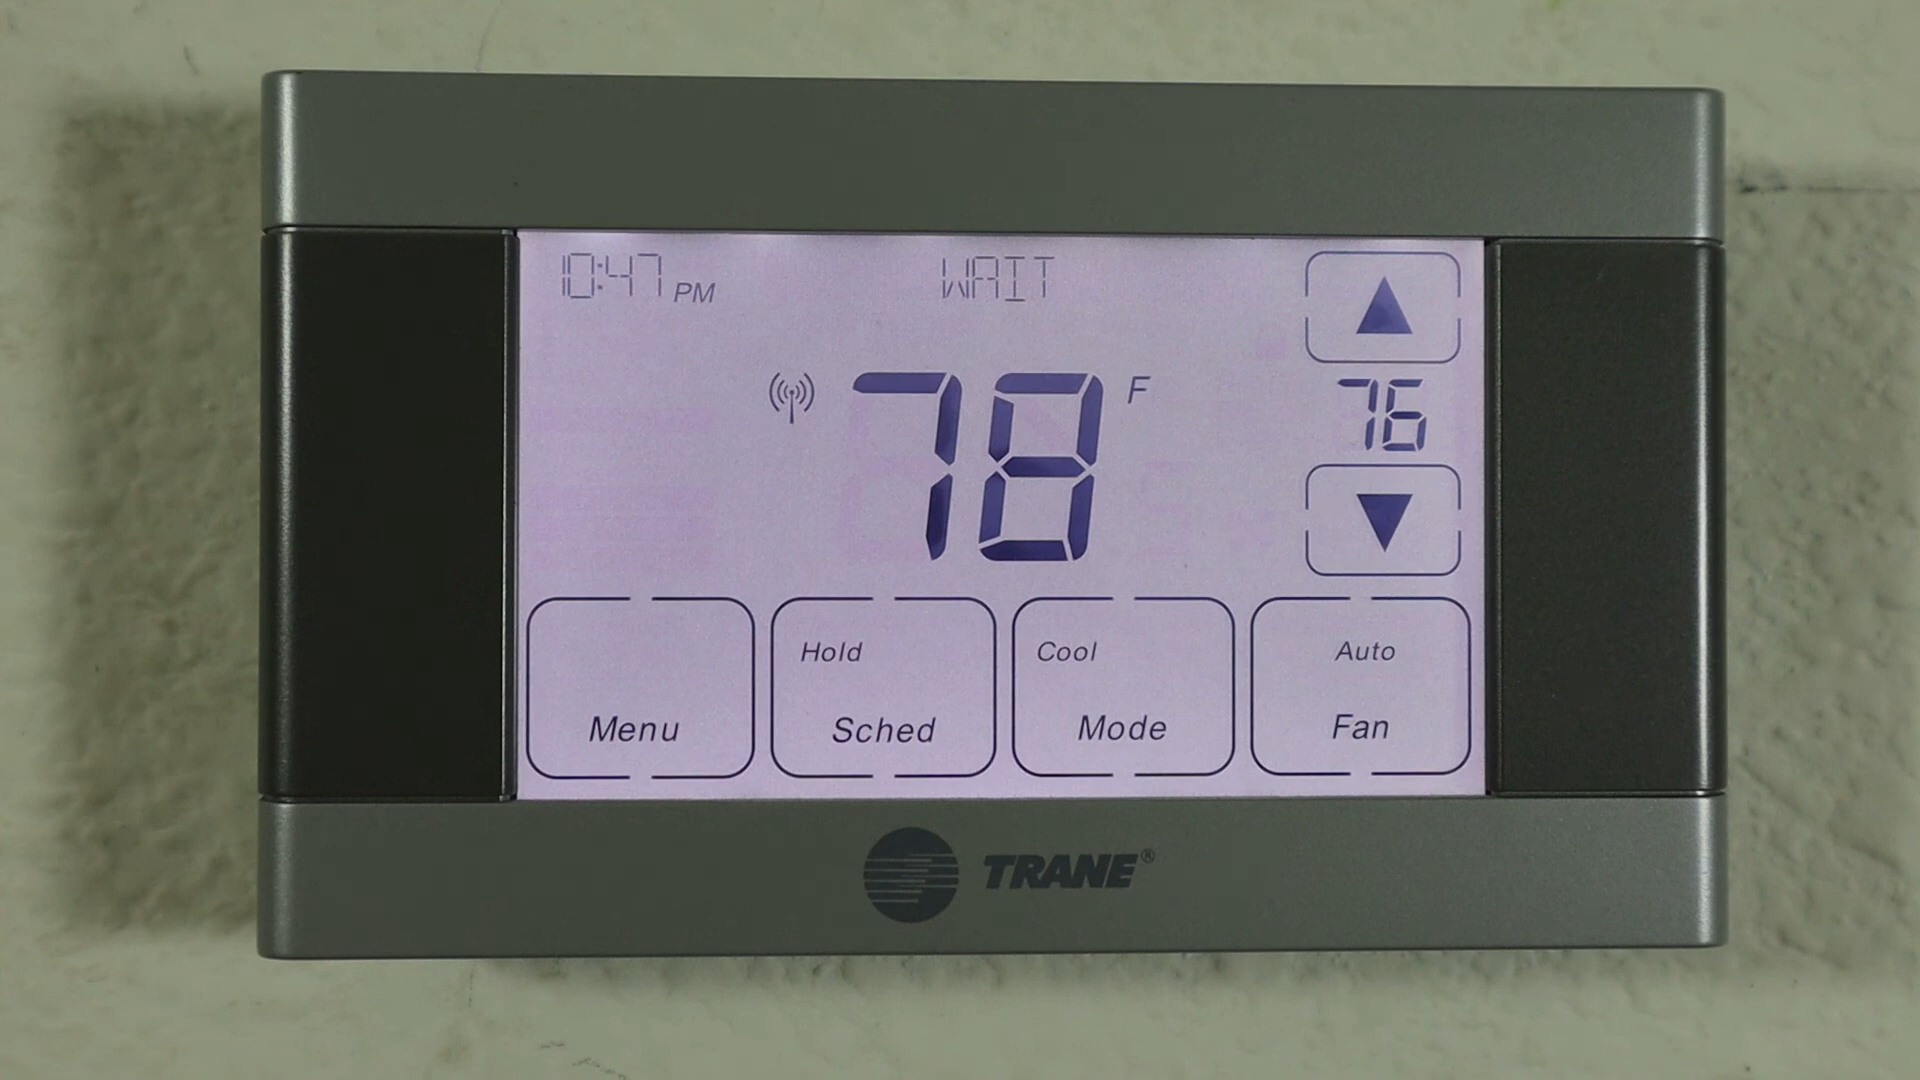 10:47 PM WAIT
78 F
76
Hold Cool Auto
Menu Sched Mode Fan
TRANE®